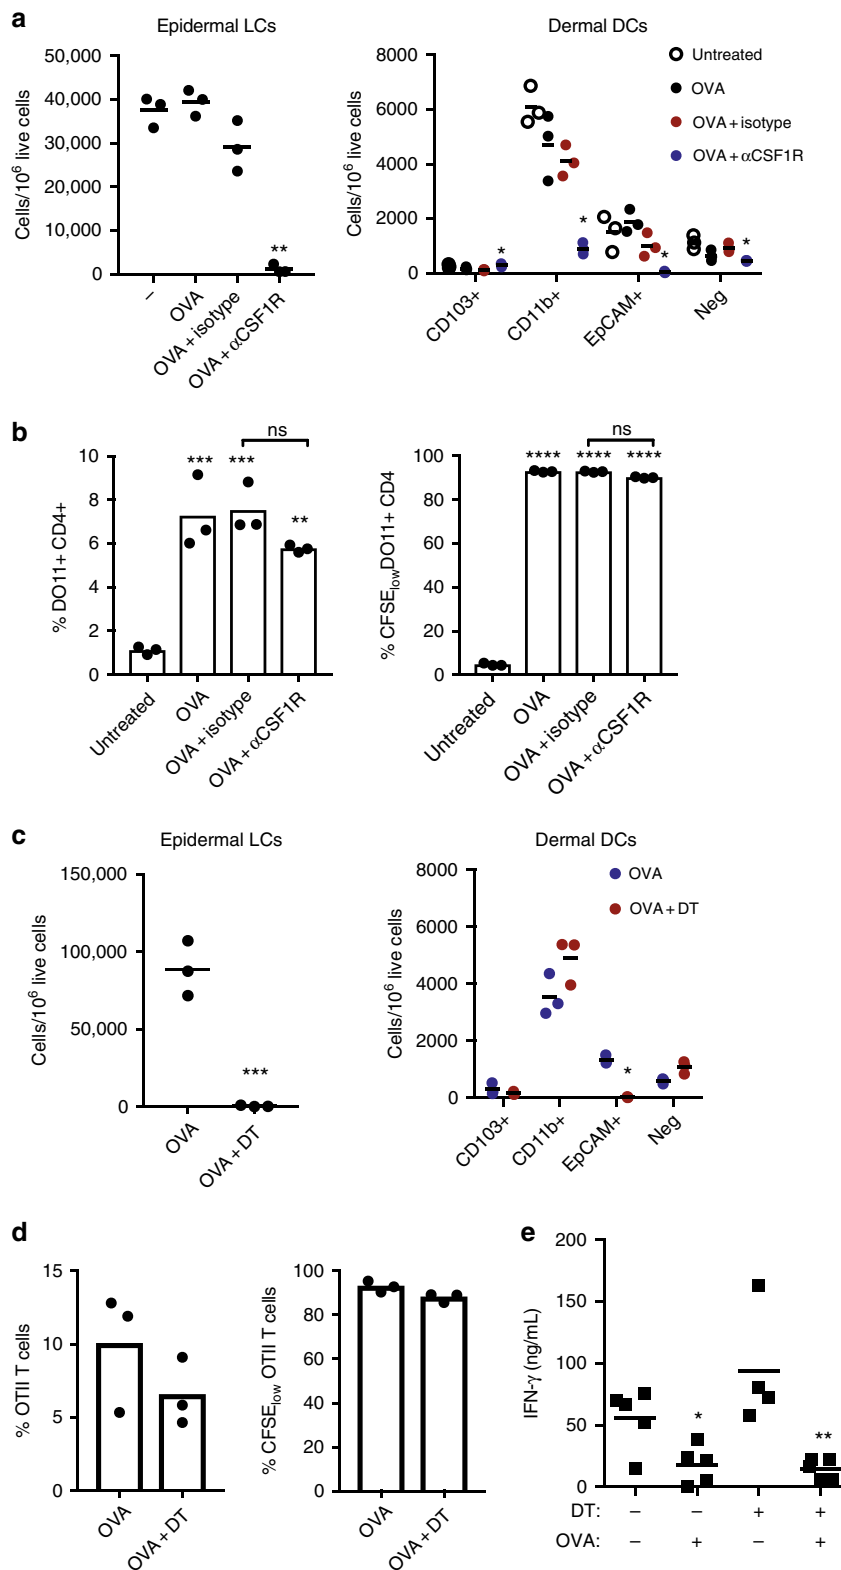 a
Epidermal LCs
Cells/10⁶ live cells
50,000
40,000
30,000
20,000
10,000
0
**
–
OVA
OVA + isotype
OVA + αCSF1R
Dermal DCs
Cells/10⁶ live cells
8000
6000
4000
2000
0
Untreated
OVA
OVA + isotype
OVA + αCSF1R
*
*
*
*
CD103+
CD11b+
EpCAM+
Neg
b
% DO11+ CD4+
10
8
6
4
2
0
ns
***
***
**
Untreated
OVA
OVA + isotype
OVA + αCSF1R
% CFSElowDO11+ CD4
100
80
60
40
20
0
ns
****
****
****
Untreated
OVA
OVA + isotype
OVA + αCSF1R
c
Epidermal LCs
Cells/10⁶ live cells
150,000
100,000
50,000
0
***
OVA
OVA + DT
Dermal DCs
Cells/10⁶ live cells
8000
6000
4000
2000
0
OVA
OVA + DT
*
CD103+
CD11b+
EpCAM+
Neg
d
% OTII T cells
15
10
5
0
OVA
OVA + DT
% CFSElow OTII T cells
100
80
60
40
20
0
OVA
OVA + DT
e
IFN-γ (ng/mL)
200
150
100
50
0
*
**
DT: – – + +
OVA: – + – +